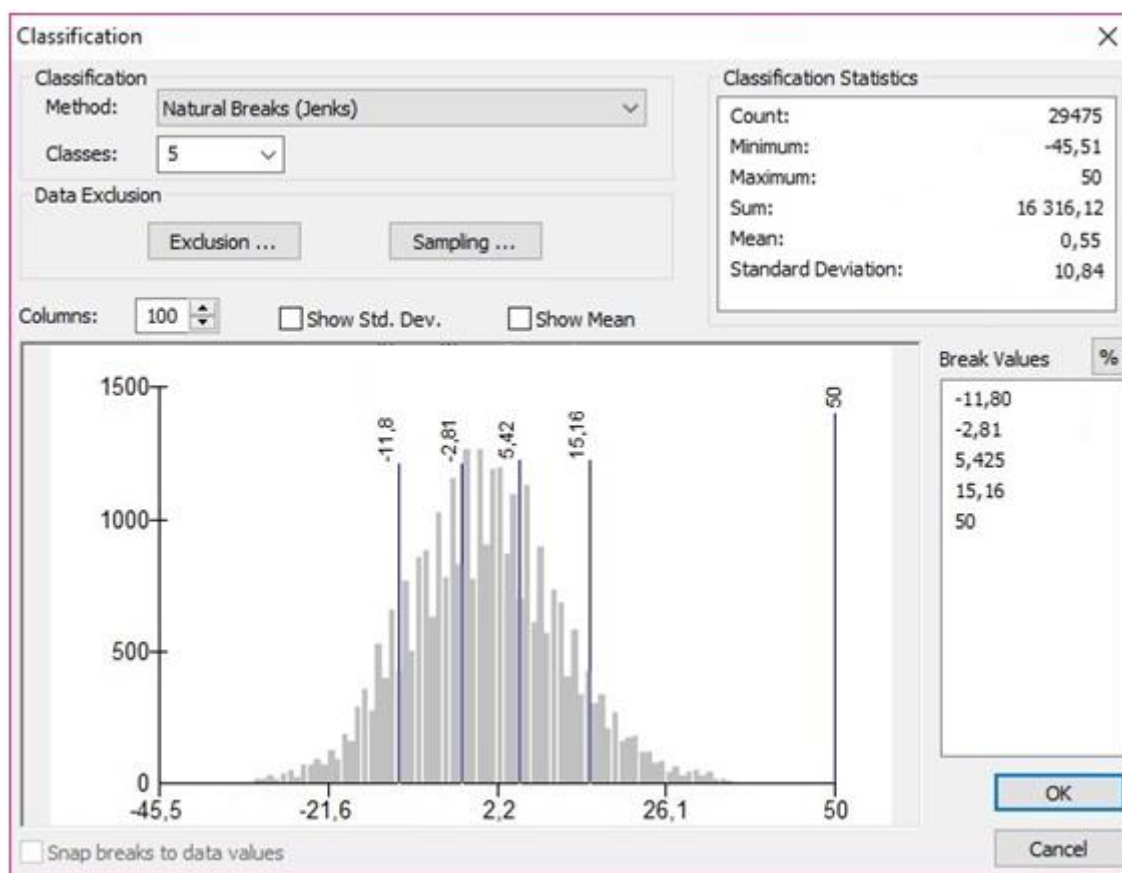 Classification
Classification
Method: Natural Breaks (Jenks)
Classes: 5
Data Exclusion
Exclusion ...
Sampling ...
Classification Statistics
Count: 29475
Minimum: -45,51
Maximum: 50
Sum: 16 316,12
Mean: 0,55
Standard Deviation: 10,84
Columns: 100
Show Std. Dev.
Show Mean
1500
1000
500
0
-11,8
-2,81
5,42
15,16
50
-45,5
-21,6
2,2
26,1
50
Break Values
%
-11,80
-2,81
5,425
15,16
50
OK
Cancel
Snap breaks to data values